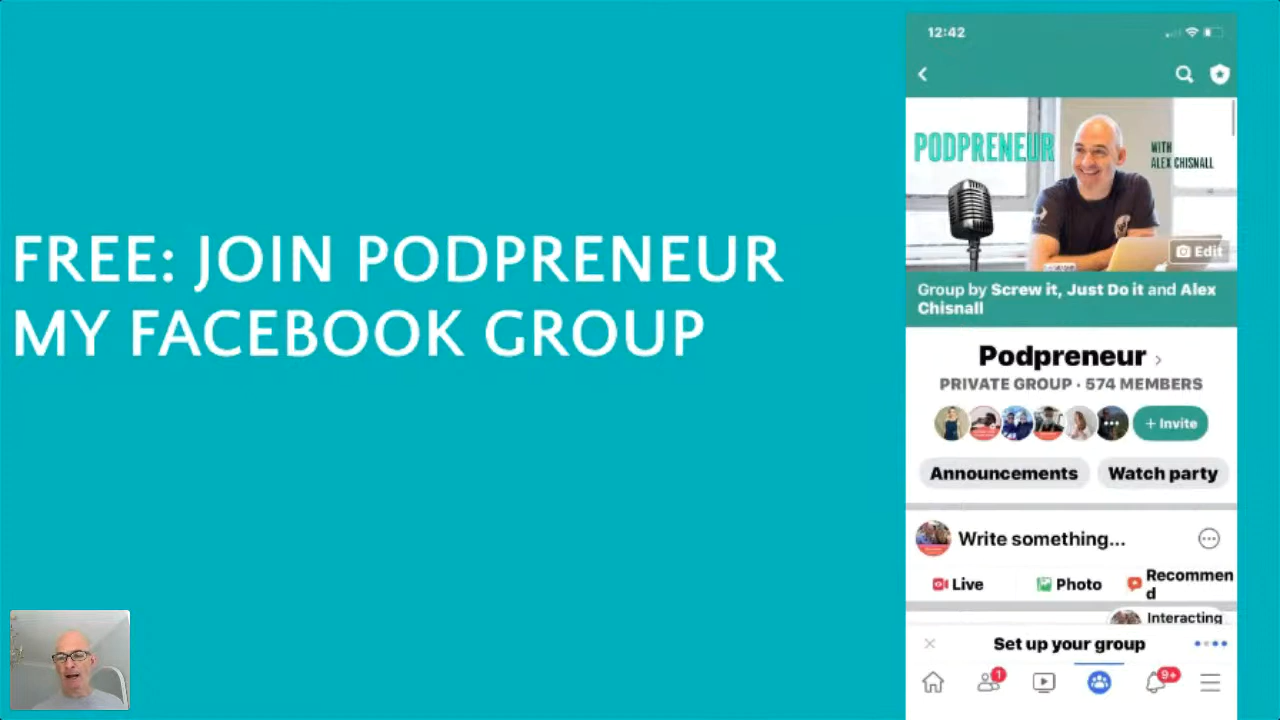 FREE: JOIN PODPRENEUR
MY FACEBOOK GROUP
12:42
PODPRENEUR
WITH
ALEX CHISNALL
Edit
Group by Screw it, Just Do it and Alex
Chisnall
Podpreneur ›
PRIVATE GROUP · 574 MEMBERS
+ Invite
Announcements
Watch party
Write something...
Live
Photo
Recommen
d
Interacting
Set up your group
1
9+